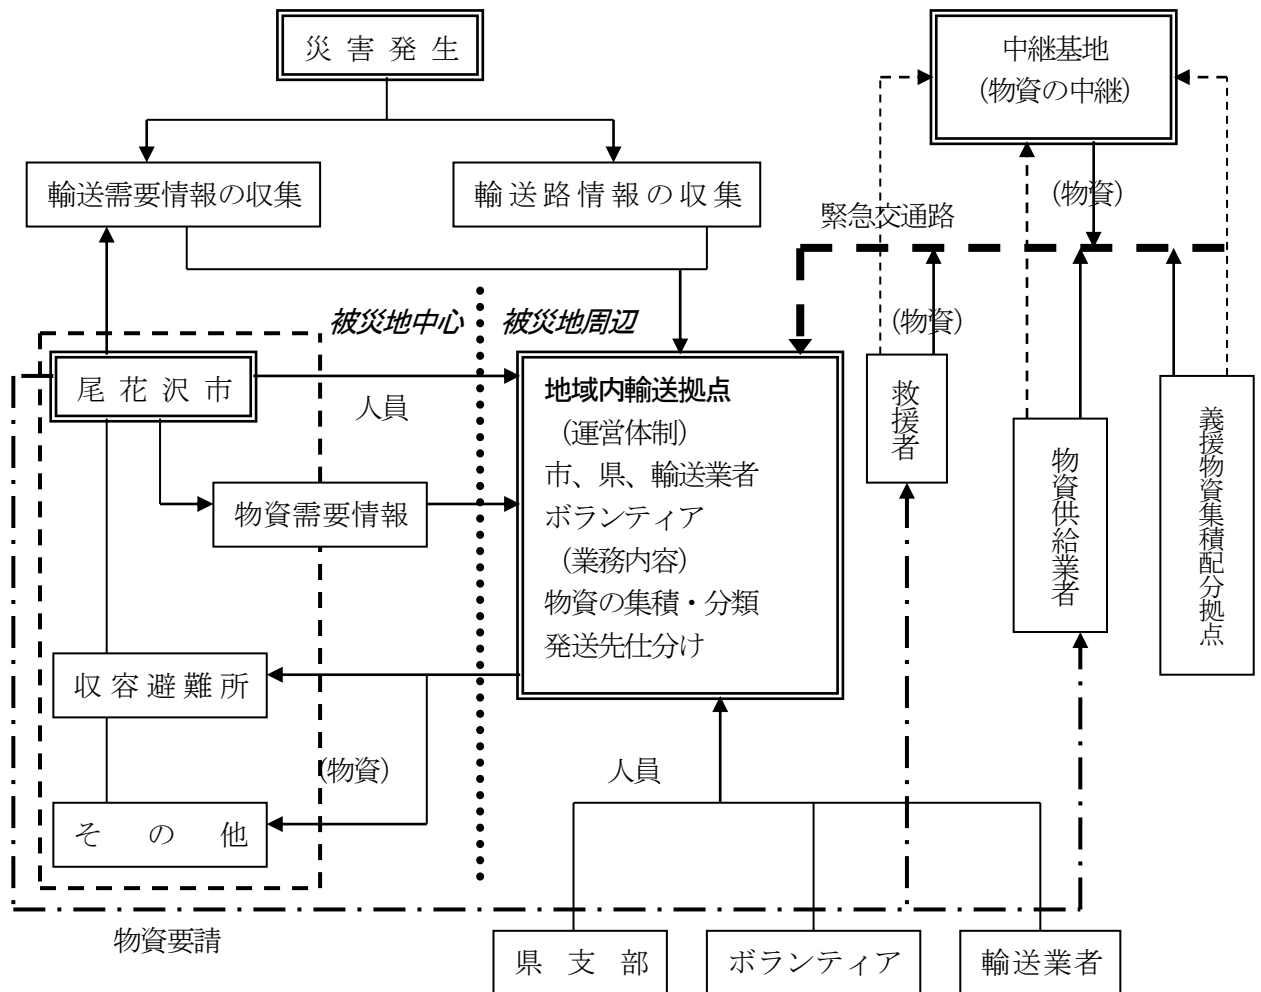 災害発生
中継基地
(物資の中継)
輸送需要情報の収集
輸送路情報の収集
(物資)
緊急交通路
被災地中心
被災地周辺
(物資)
尾花沢市
人員
地域内輸送拠点
(運営体制)
市、県、輸送業者
ボランティア
(業務内容)
物資の集積・分類
発送先仕分け
救援者
物資供給業者
義援物資集積配分拠点
物資需要情報
収容避難所
(物資)
人員
その他
物資要請
県支部
ボランティア
輸送業者